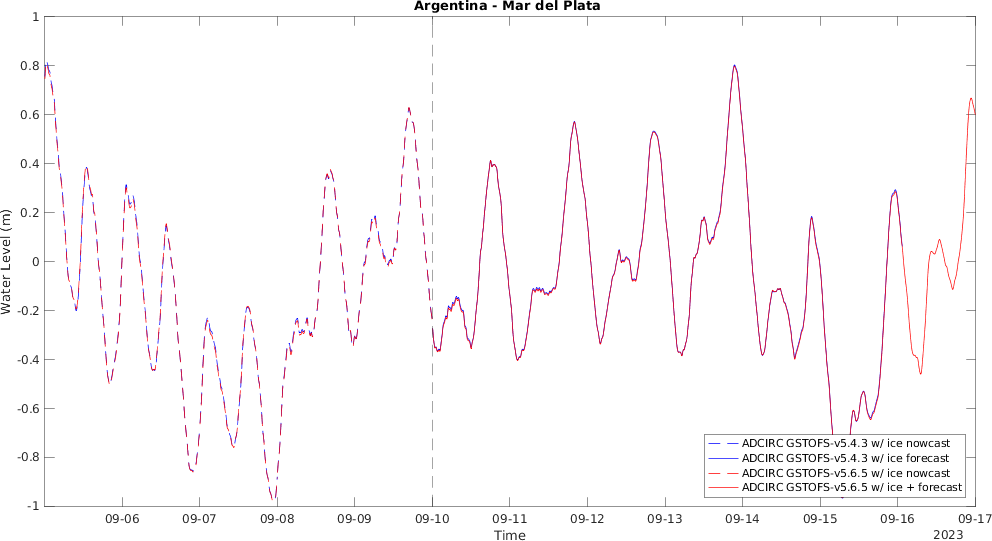 Argentina - Mar del Plata
1
0.8
0.6
0.4
0.2
0
-0.2
-0.4
-0.6
-0.8
-1
Water Level (m)
ADCIRC GSTOFS-v5.4.3 w/ ice nowcast
ADCIRC GSTOFS-v5.4.3 w/ ice forecast
ADCIRC GSTOFS-v5.6.5 w/ ice nowcast
ADCIRC GSTOFS-v5.6.5 w/ ice + forecast
09-06 09-07 09-08 09-09 09-10 09-11 09-12 09-13 09-14 09-15 09-16 09-17
Time
2023